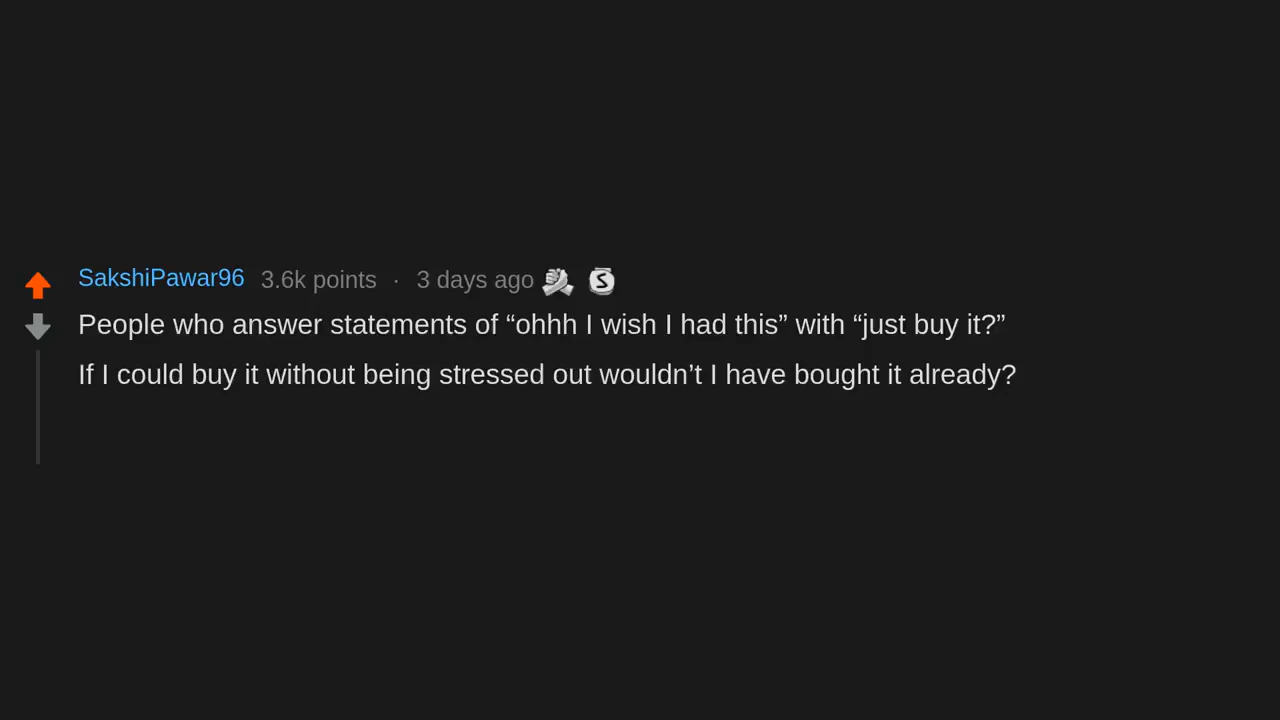 SakshiPawar96 3.6k points · 3 days ago
People who answer statements of “ohhh I wish I had this” with “just buy it?”
If I could buy it without being stressed out wouldn’t I have bought it already?